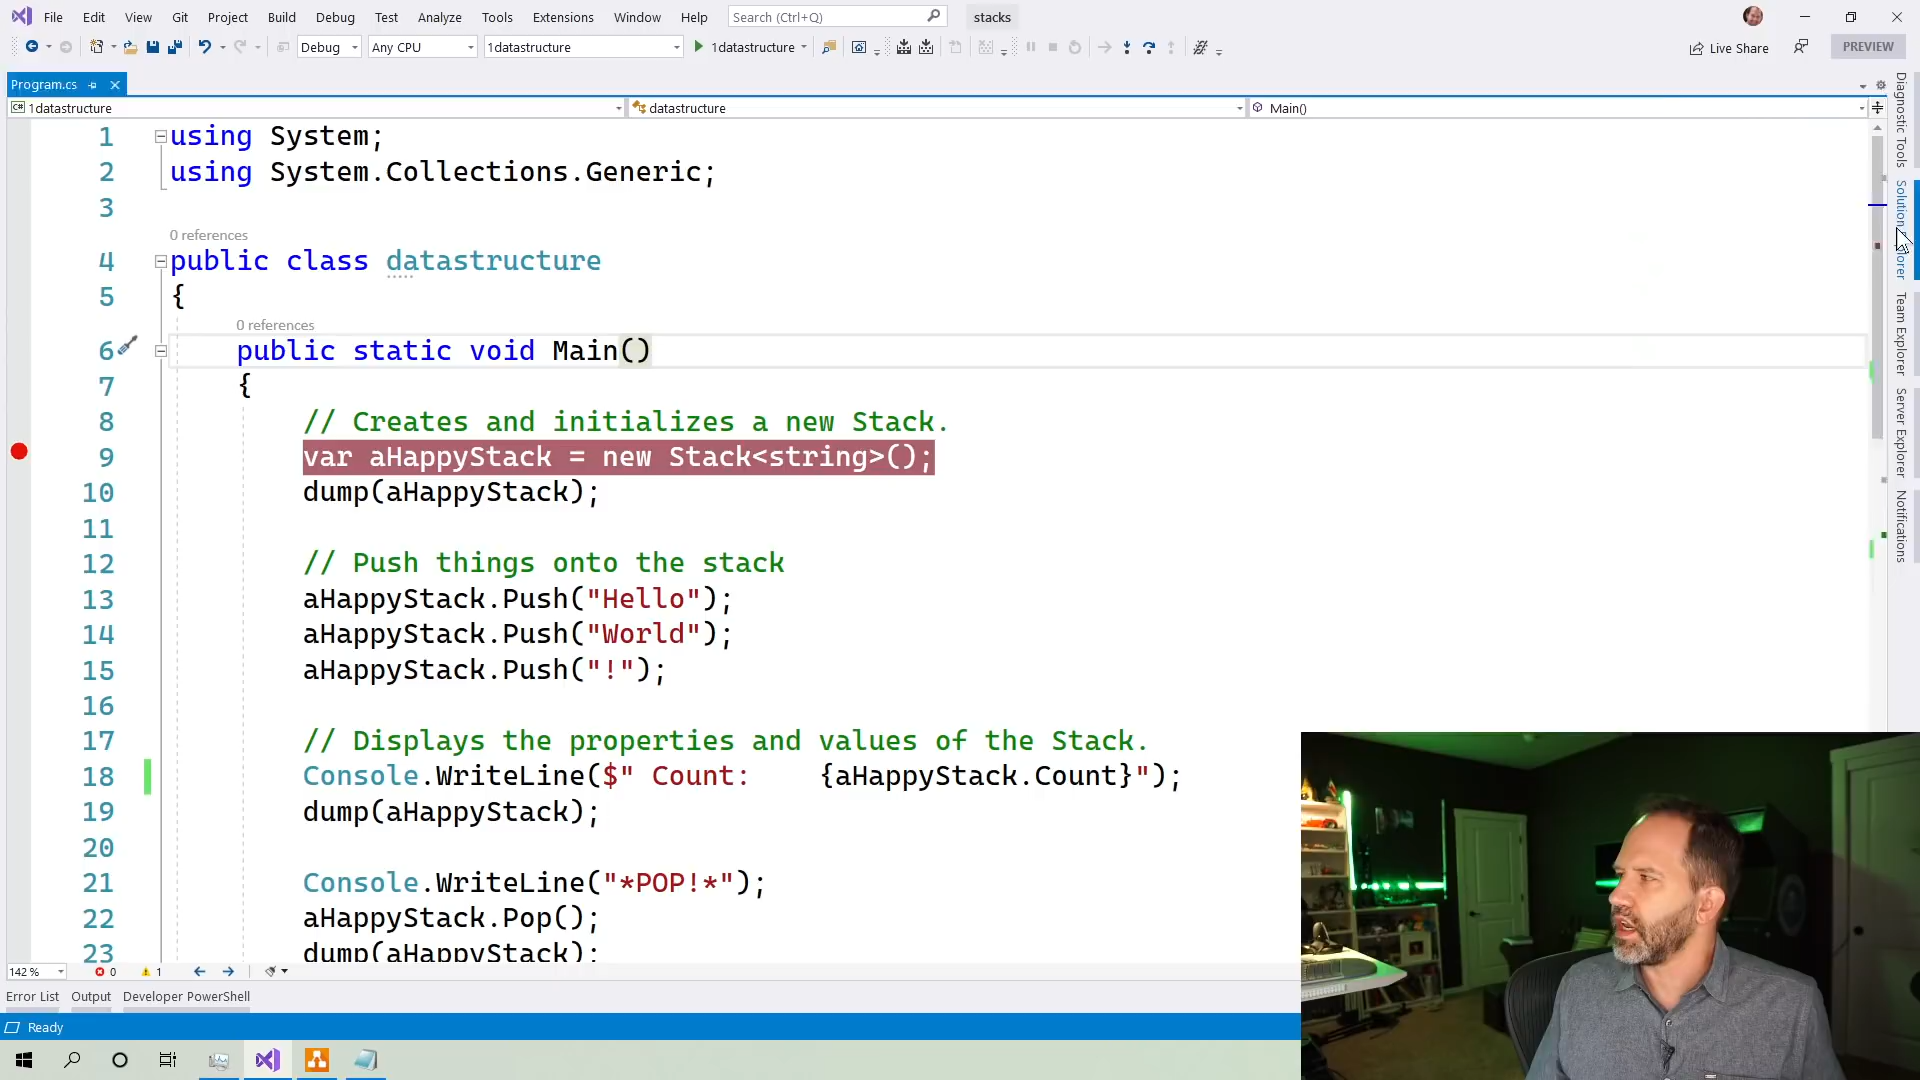 File Edit View Git Project Build Debug Test Analyze Tools Extensions Window Help Search (Ctrl+Q) stacks
Debug Any CPU 1datastructure 1datastructure Live Share PREVIEW
Program.cs
1datastructure datastructure Main()
1 using System;
2 using System.Collections.Generic;
3
0 references
4 public class datastructure
5 {
0 references
6 public static void Main()
7 {
8 // Creates and initializes a new Stack.
9 var aHappyStack = new Stack<string>();
10 dump(aHappyStack);
11
12 // Push things onto the stack
13 aHappyStack.Push("Hello");
14 aHappyStack.Push("World");
15 aHappyStack.Push("!");
16
17 // Displays the properties and values of the Stack.
18 Console.WriteLine($" Count:    {aHappyStack.Count}");
19 dump(aHappyStack);
20
21 Console.WriteLine("*POP!*");
22 aHappyStack.Pop();
23 dump(aHappyStack);
142 % 0 1
Error List Output Developer PowerShell
Ready
Diagnostic Tools
Solution Explorer
Team Explorer
Server Explorer
Notifications